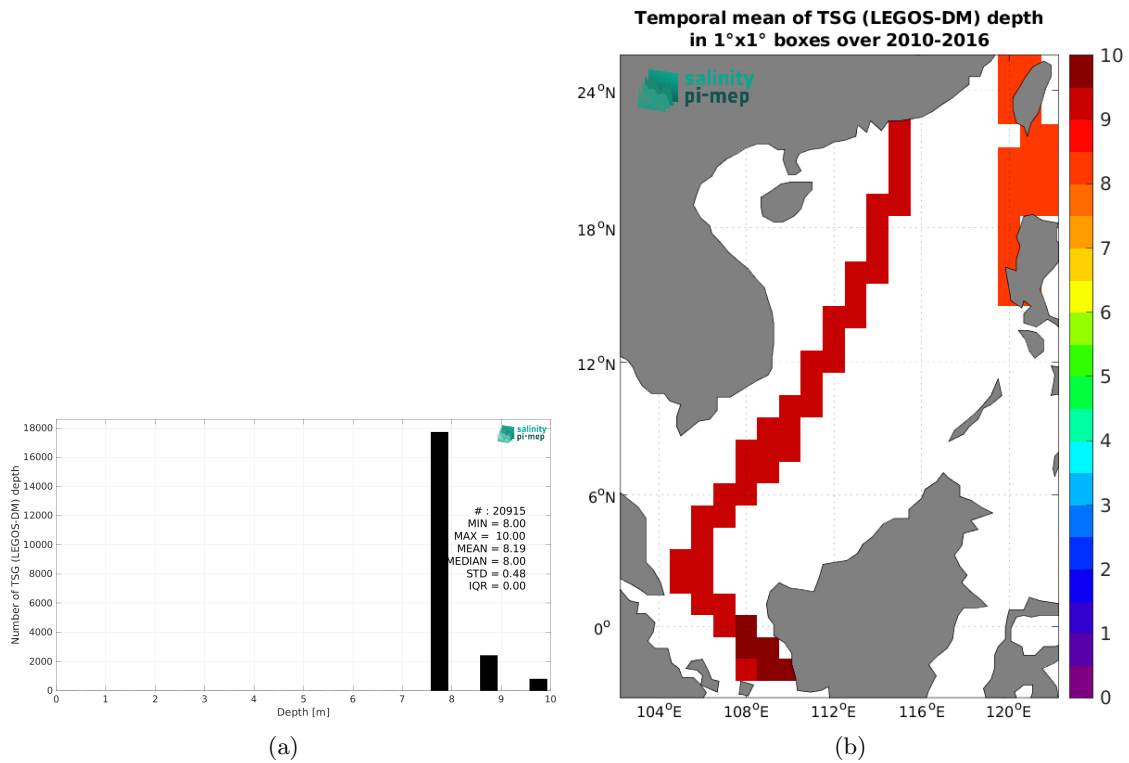 salinity
pi-mep
18000
16000
14000
12000
10000
8000
6000
4000
2000
0
Number of TSG (LEGOS-DM) depth
# : 20915
MIN = 8.00
MAX = 10.00
MEAN = 8.19
MEDIAN = 8.00
STD = 0.48
IQR = 0.00
0 1 2 3 4 5 6 7 8 9 10
Depth [m]
(a)
Temporal mean of TSG (LEGOS-DM) depth
in 1°x1° boxes over 2010-2016
salinity
pi-mep
24°N
18°N
12°N
6°N
0°
104°E 108°E 112°E 116°E 120°E
10
9
8
7
6
5
4
3
2
1
0
(b)